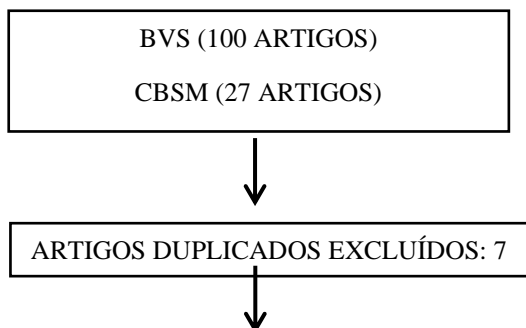 BVS (100 ARTIGOS)
CBSM (27 ARTIGOS)
ARTIGOS DUPLICADOS EXCLUÍDOS: 7